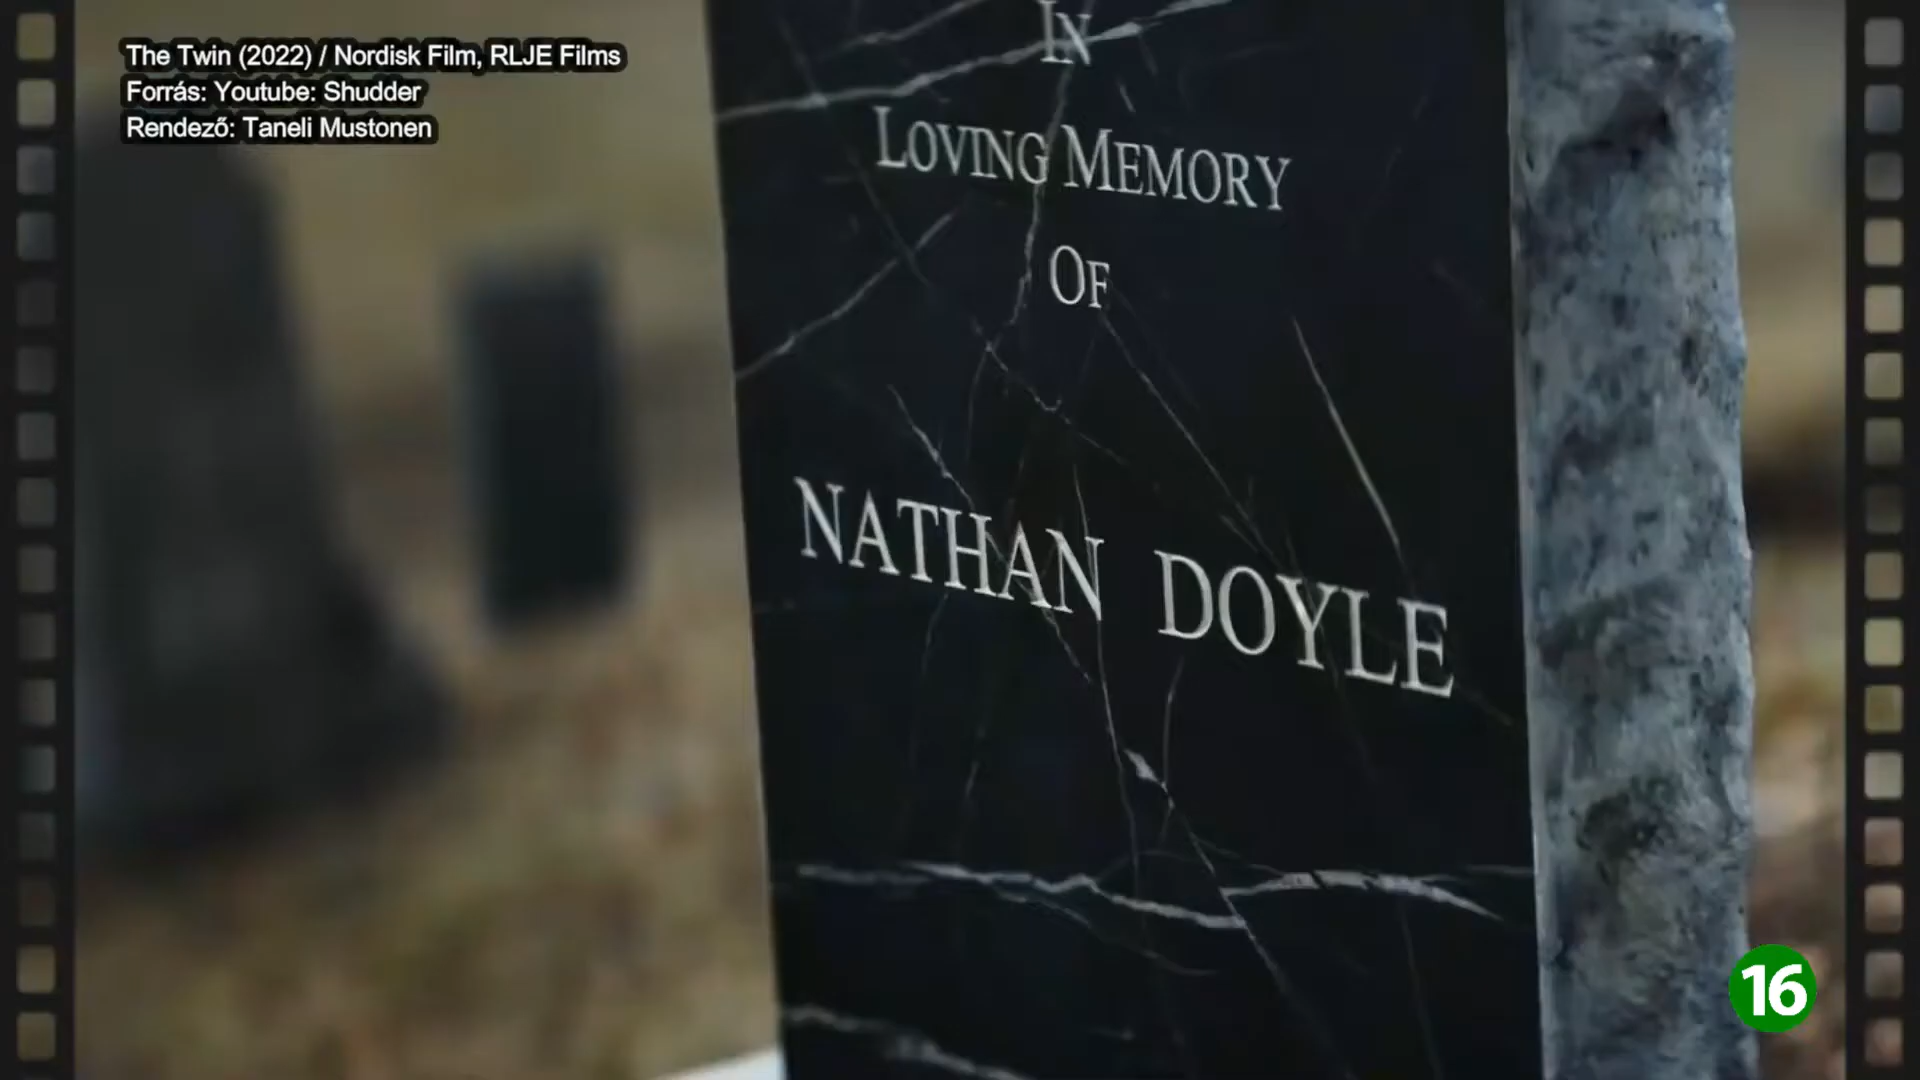 The Twin (2022) / Nordisk Film, RLJE Films
Forrás: Youtube: Shudder
Rendező: Taneli Mustonen
In
Loving Memory
Of
NATHAN DOYLE
16